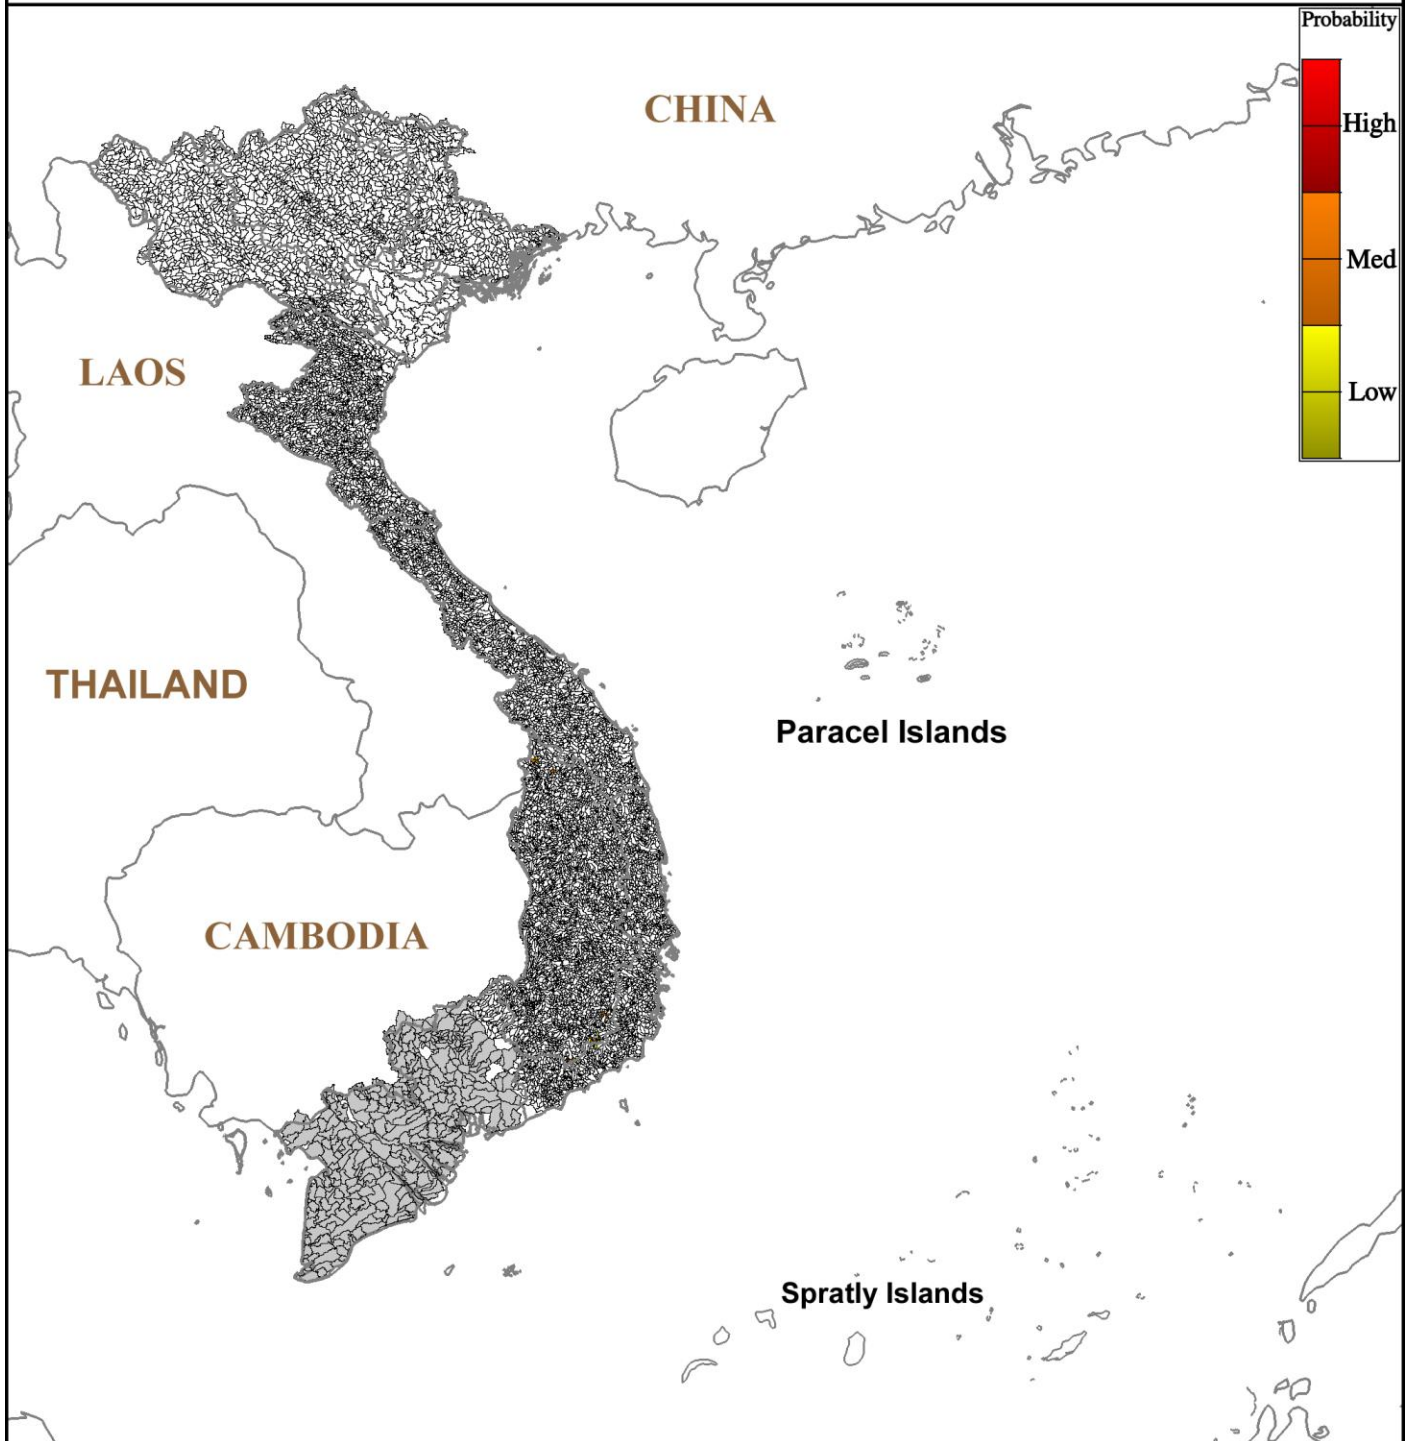 Probability
CHINA
High
Med
LAOS
Low
THAILAND
Paracel Islands
CAMBODIA
Spratly Islands